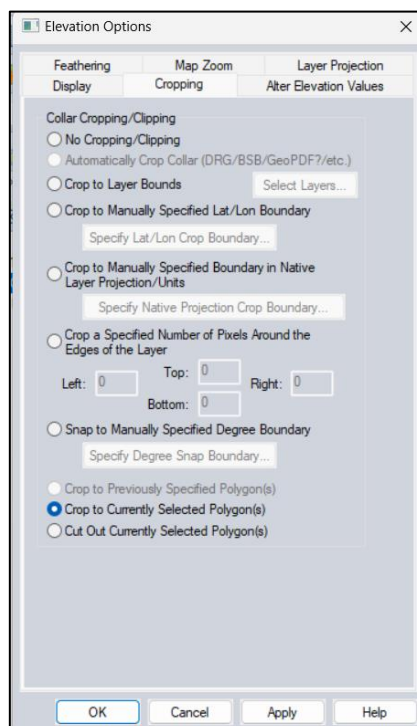 Elevation Options
Feathering Map Zoom Layer Projection
Display Cropping Alter Elevation Values
Collar Cropping/Clipping
No Cropping/Clipping
Automatically Crop Collar (DRG/BSB/GeoPDF?/etc.)
Crop to Layer Bounds Select Layers...
Crop to Manually Specified Lat/Lon Boundary
Specify Lat/Lon Crop Boundary...
Crop to Manually Specified Boundary in Native
Layer Projection/Units
Specify Native Projection Crop Boundary...
Crop a Specified Number of Pixels Around the
Edges of the Layer
Top: 0
Left: 0 Right: 0
Bottom: 0
Snap to Manually Specified Degree Boundary
Specify Degree Snap Boundary...
Crop to Previously Specified Polygon(s)
Crop to Currently Selected Polygon(s)
Cut Out Currently Selected Polygon(s)
OK Cancel Apply Help